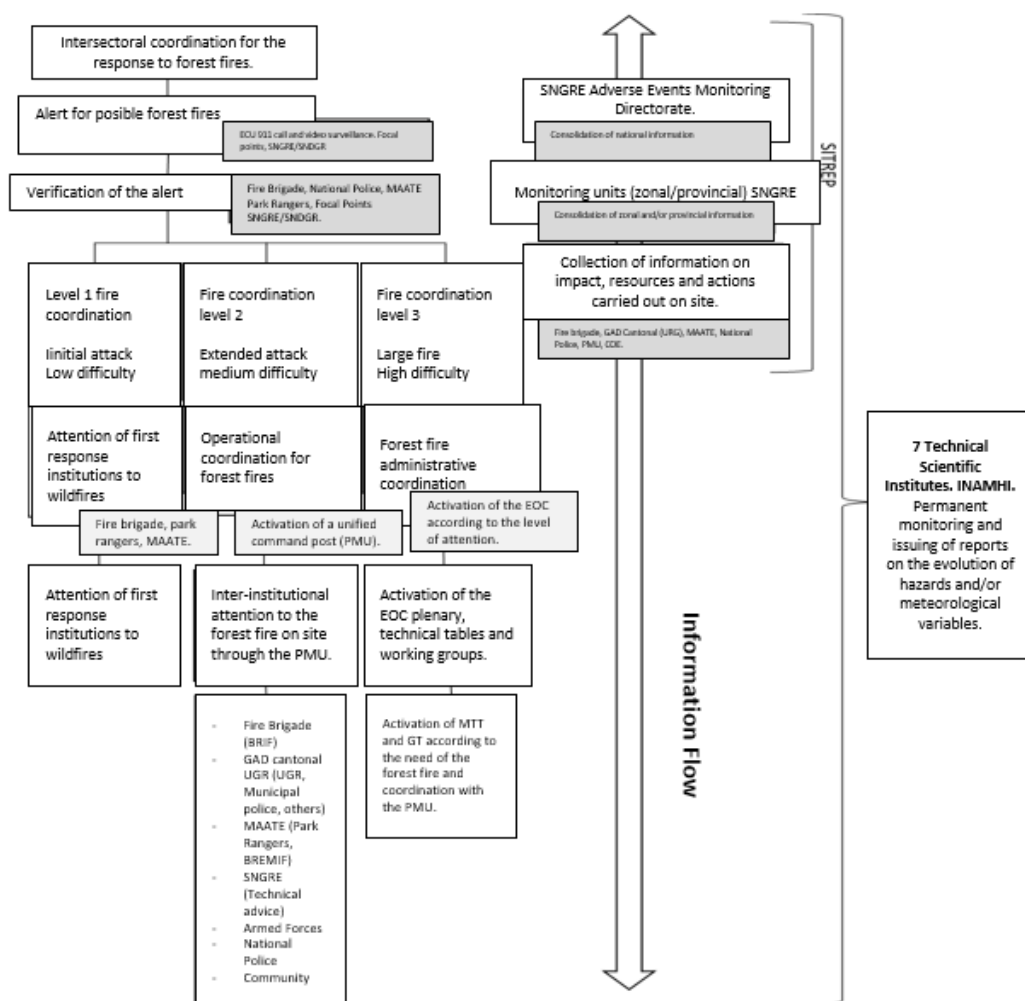 Intersectoral coordination for the
response to forest fires.
Alert for posible forest fires
ECU 911 call and video surveillance. Focal
points, SNGRE/SNDGR
Verification of the alert
Fire Brigade, National Police, MAATE
Park Rangers, Focal Points
SNGRE/SNDGR.
Level 1 fire
coordination
Iinitial attack
Low difficulty
Fire coordination
level 2
Extended attack
medium difficulty
Fire coordination
level 3
Large fire
High difficulty
Attention of first
response
institutions to
wildfires
Operational
coordination for
forest fires
Forest fire
administrative
coordination
Fire brigade, park
rangers, MAATE.
Activation of a unified
command post (PMU).
Activation of the EOC
according to the level
of attention.
Attention of first
response
institutions to
wildfires
Inter-institutional
attention to the
forest fire on site
through the PMU.
Activation of the
EOC plenary,
technical tables and
working groups.
- Fire Brigade
(BRIF)
- GAD cantonal
UGR (UGR,
Municipal
police, others)
- MAATE (Park
Rangers,
BREMIF)
- SNGRE
(Technical
advice)
- Armed Forces
- National
Police
- Community
Activation of MTT
and GT according to
the need of the
forest fire and
coordination with
the PMU.
SNGRE Adverse Events Monitoring
Directorate.
Consolidation of national information
Monitoring units (zonal/provincial) SNGRE
Consolidation of zonal and/or provincial information
Collection of information on
impact, resources and actions
carried out on site.
Fire brigade, GAD Cantonal (URG), MAATE, National
Police, PMU, COE.
SITREP
Information Flow
7 Technical
Scientific
Institutes. INAMHI.
Permanent
monitoring and
issuing of reports
on the evolution of
hazards and/or
meteorological
variables.